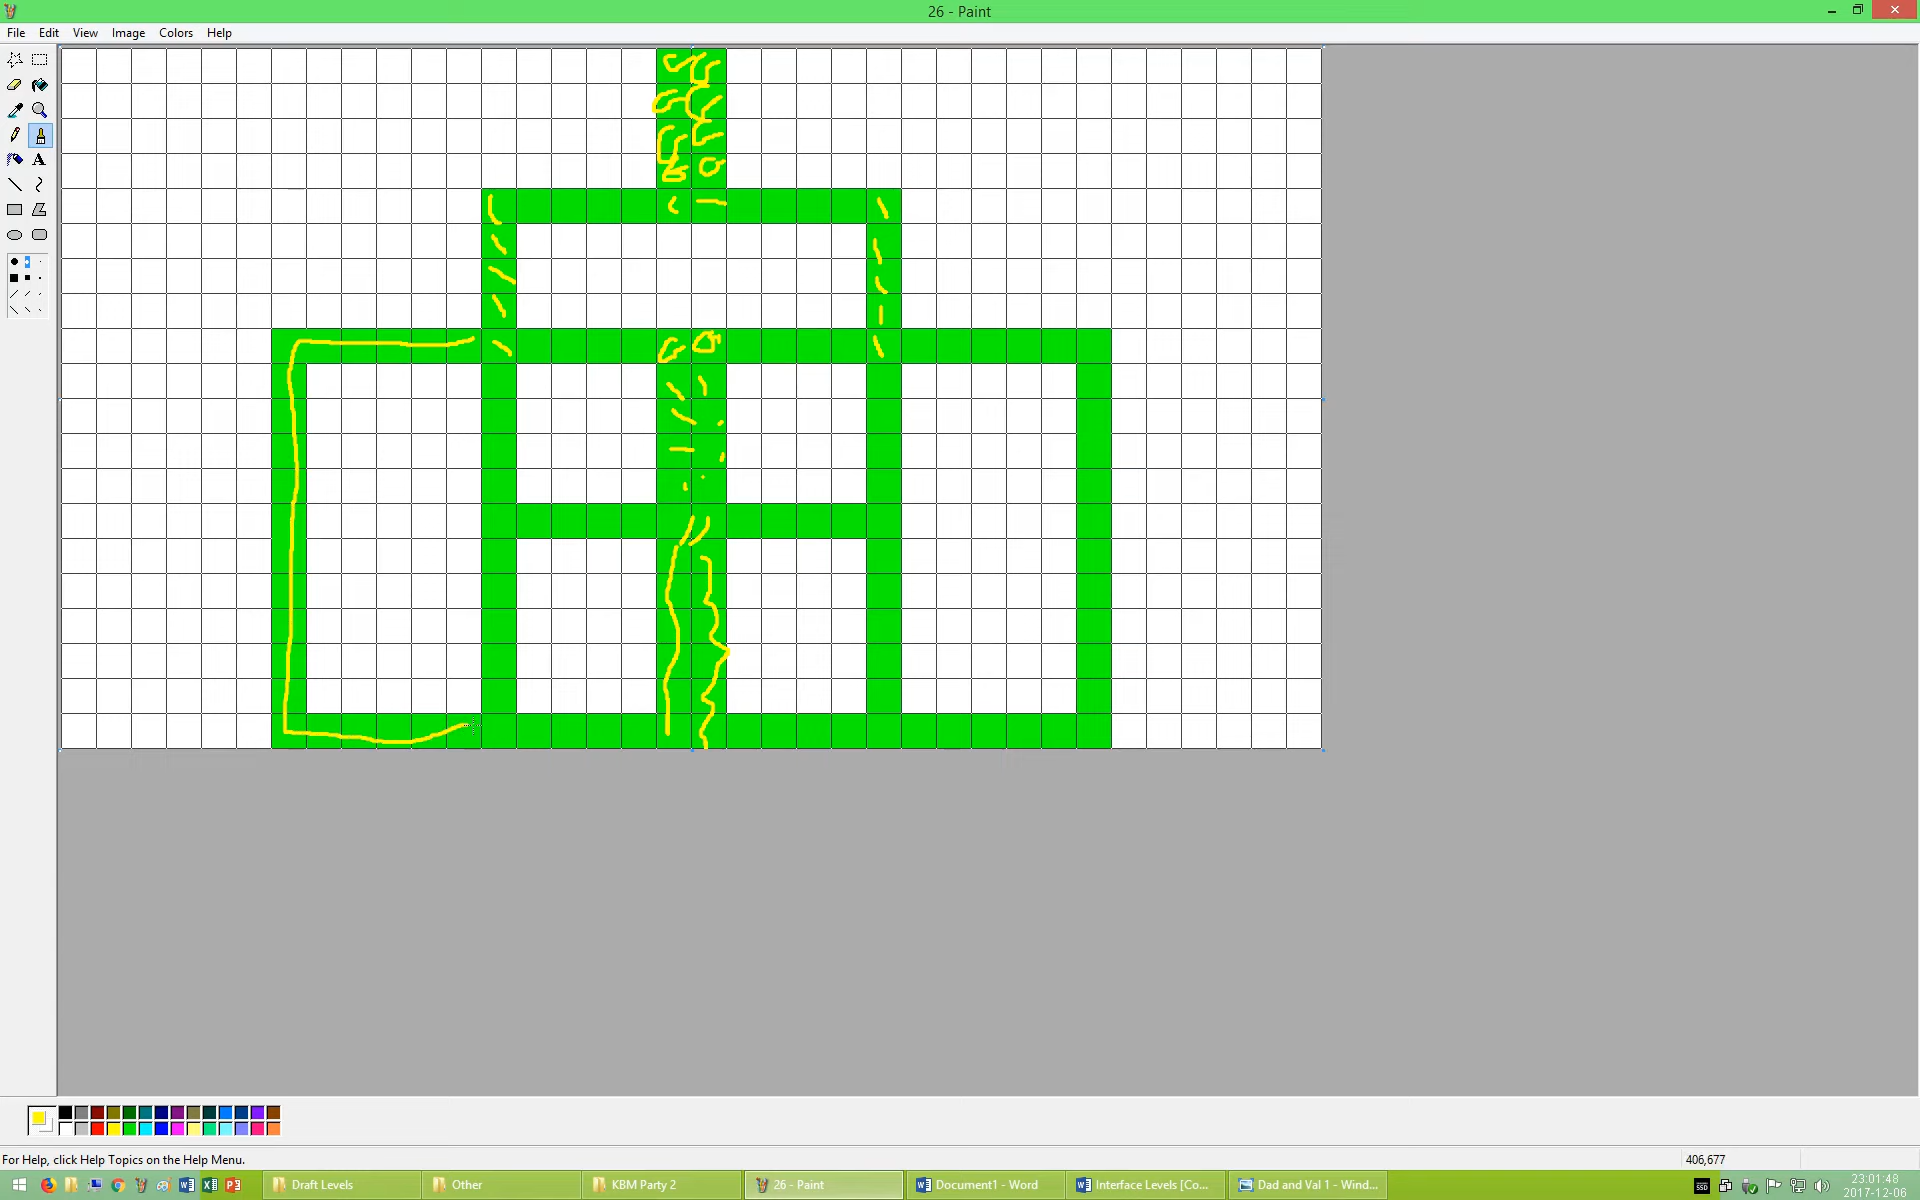 26 - Paint
File Edit View Image Colors Help
A
For Help, click Help Topics on the Help Menu.
406,677
Draft Levels
Other
KBM Party 2
26 - Paint
Document1 - Word
Interface Levels [Co...
Dad and Val 1 - Wind...
SSD
23:01:48
2017-12-06